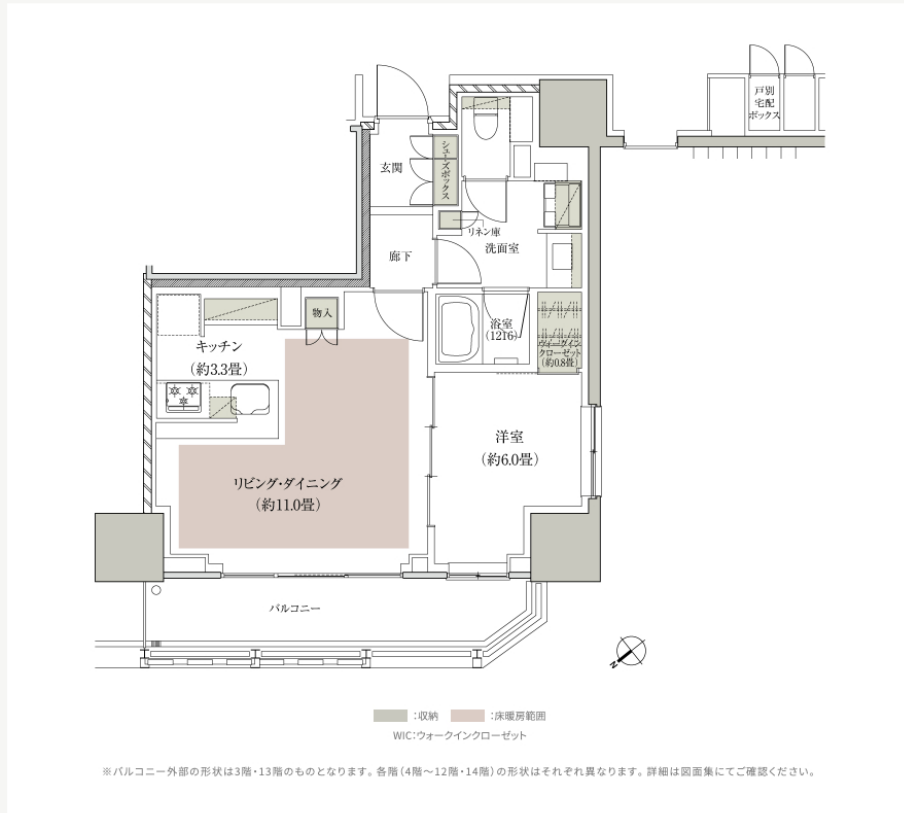 戸別
宅配
ボックス
玄関
シューズボックス
リネン庫
洗面室
廊下
物入
浴室
(1216)
ウォークイン
クローゼット
(約0.8畳)
キッチン
(約3.3畳)
洋室
(約6.0畳)
リビング・ダイニング
(約11.0畳)
バルコニー
N
:収納 :床暖房範囲
WIC:ウォークインクローゼット
※バルコニー外部の形状は3階・13階のものとなります。各階(4階〜12階・14階)の形状はそれぞれ異なります。詳細は図面集にてご確認ください。